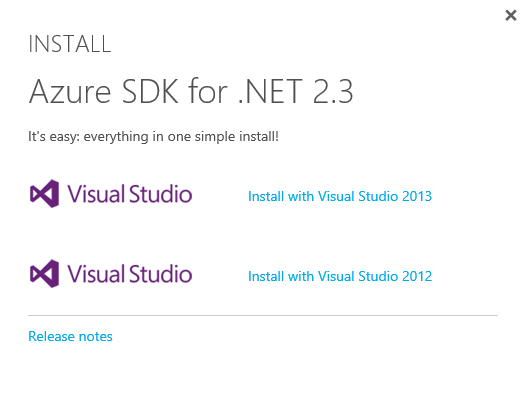 INSTALL
Azure SDK for .NET 2.3
It's easy: everything in one simple install!
Visual Studio Install with Visual Studio 2013
Visual Studio Install with Visual Studio 2012
Release notes